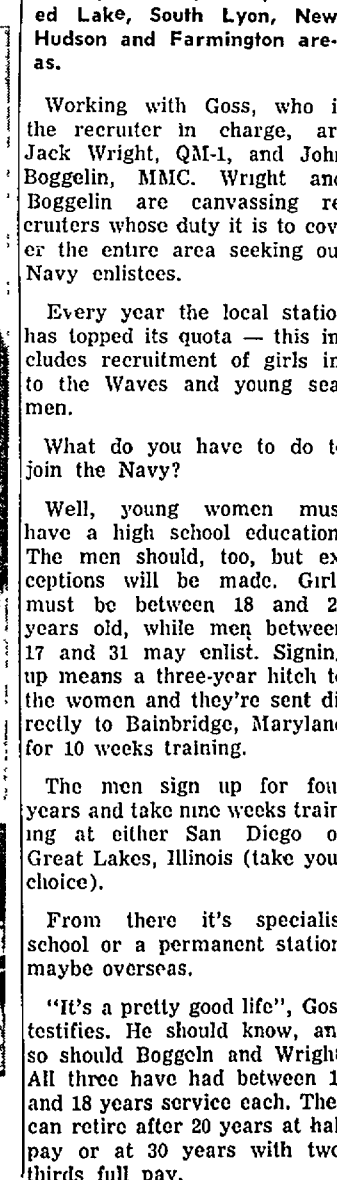 ed Lake, South Lyon, New
Hudson and Farmington are-
as.
Working with Goss, who i
the recruiter in charge, ar
Jack Wright, QM-1, and Joh
Boggelin, MMC. Wright an
Boggelin are canvassing re
cruiters whose duty it is to cov
er the entire area seeking ou
Navy enlistees.
Every year the local statio
has topped its quota — this in
cludes recruitment of girls in
to the Waves and young sea
men.
What do you have to do t
join the Navy?
Well, young women mus
have a high school education
The men should, too, but ex
ceptions will be made. Girl
must be between 18 and 2
years old, while men betwee
17 and 31 may enlist. Signin
up means a three-year hitch t
the women and they're sent di
rectly to Bainbridge, Maryland
for 10 weeks training.
The men sign up for fou
years and take nine weeks train
ing at either San Diego o
Great Lakes, Illinois (take you
choice).
From there it's specialis
school or a permanent station
maybe overseas.
"It's a pretty good life", Gos
testifies. He should know, an
so should Boggeln and Wright
All three have had between 1
and 18 years service each. The
can retire after 20 years at hal
pay or at 30 years with two
thirds full pay.